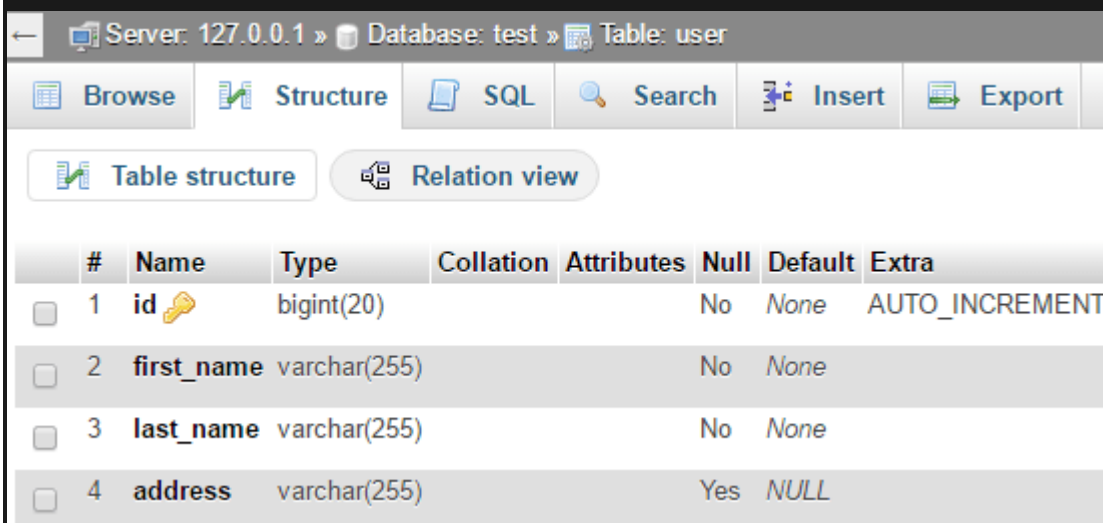 ← Server: 127.0.0.1 » Database: test » Table: user
Browse Structure SQL Search Insert Export
Table structure Relation view
# Name Type Collation Attributes Null Default Extra
1 id bigint(20) No None AUTO_INCREMENT
2 first_name varchar(255) No None
3 last_name varchar(255) No None
4 address varchar(255) Yes NULL